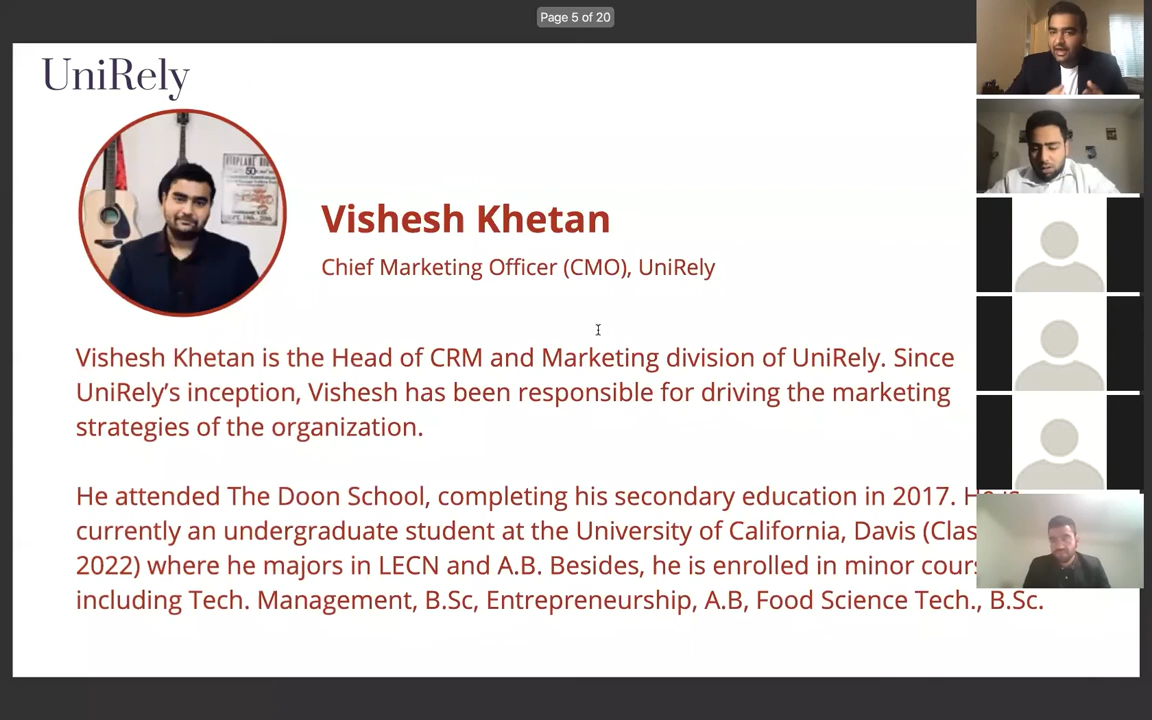 Page 5 of 20
UniRely
Vishesh Khetan
Chief Marketing Officer (CMO), UniRely
Vishesh Khetan is the Head of CRM and Marketing division of UniRely. Since
UniRely's inception, Vishesh has been responsible for driving the marketing
strategies of the organization.
He attended The Doon School, completing his secondary education in 2017.
currently an undergraduate student at the University of California, Davis
2022) where he majors in LECN and A.B. Besides, he is enrolled in minor
including Tech. Management, B.Sc, Entrepreneurship, A.B, Food Science Tech., B.Sc.